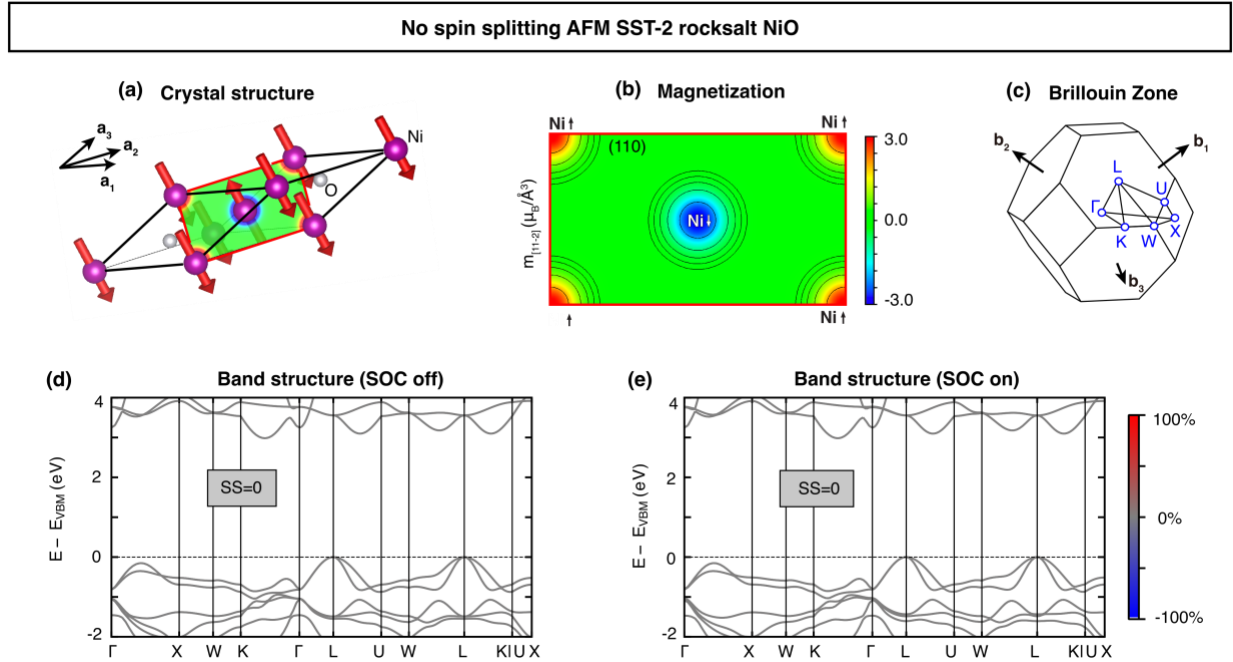 No spin splitting AFM SST-2 rocksalt NiO
(a) Crystal structure
a3
a2
a1
Ni
O
(b) Magnetization
Ni↑ Ni↑
(110)
Ni↓
↑ Ni↑
m[11-2] (μB/Å³)
3.0
0.0
-3.0
(c) Brillouin Zone
b2
b1
L
U
Γ
X
K W
b3
(d) Band structure (SOC off)
E – EVBM (eV)
4
2
0
-2
SS=0
Γ X W K Γ L U W L K|U X
(e) Band structure (SOC on)
E – EVBM (eV)
4
2
0
-2
SS=0
Γ X W K Γ L U W L K|U X
100%
0%
-100%